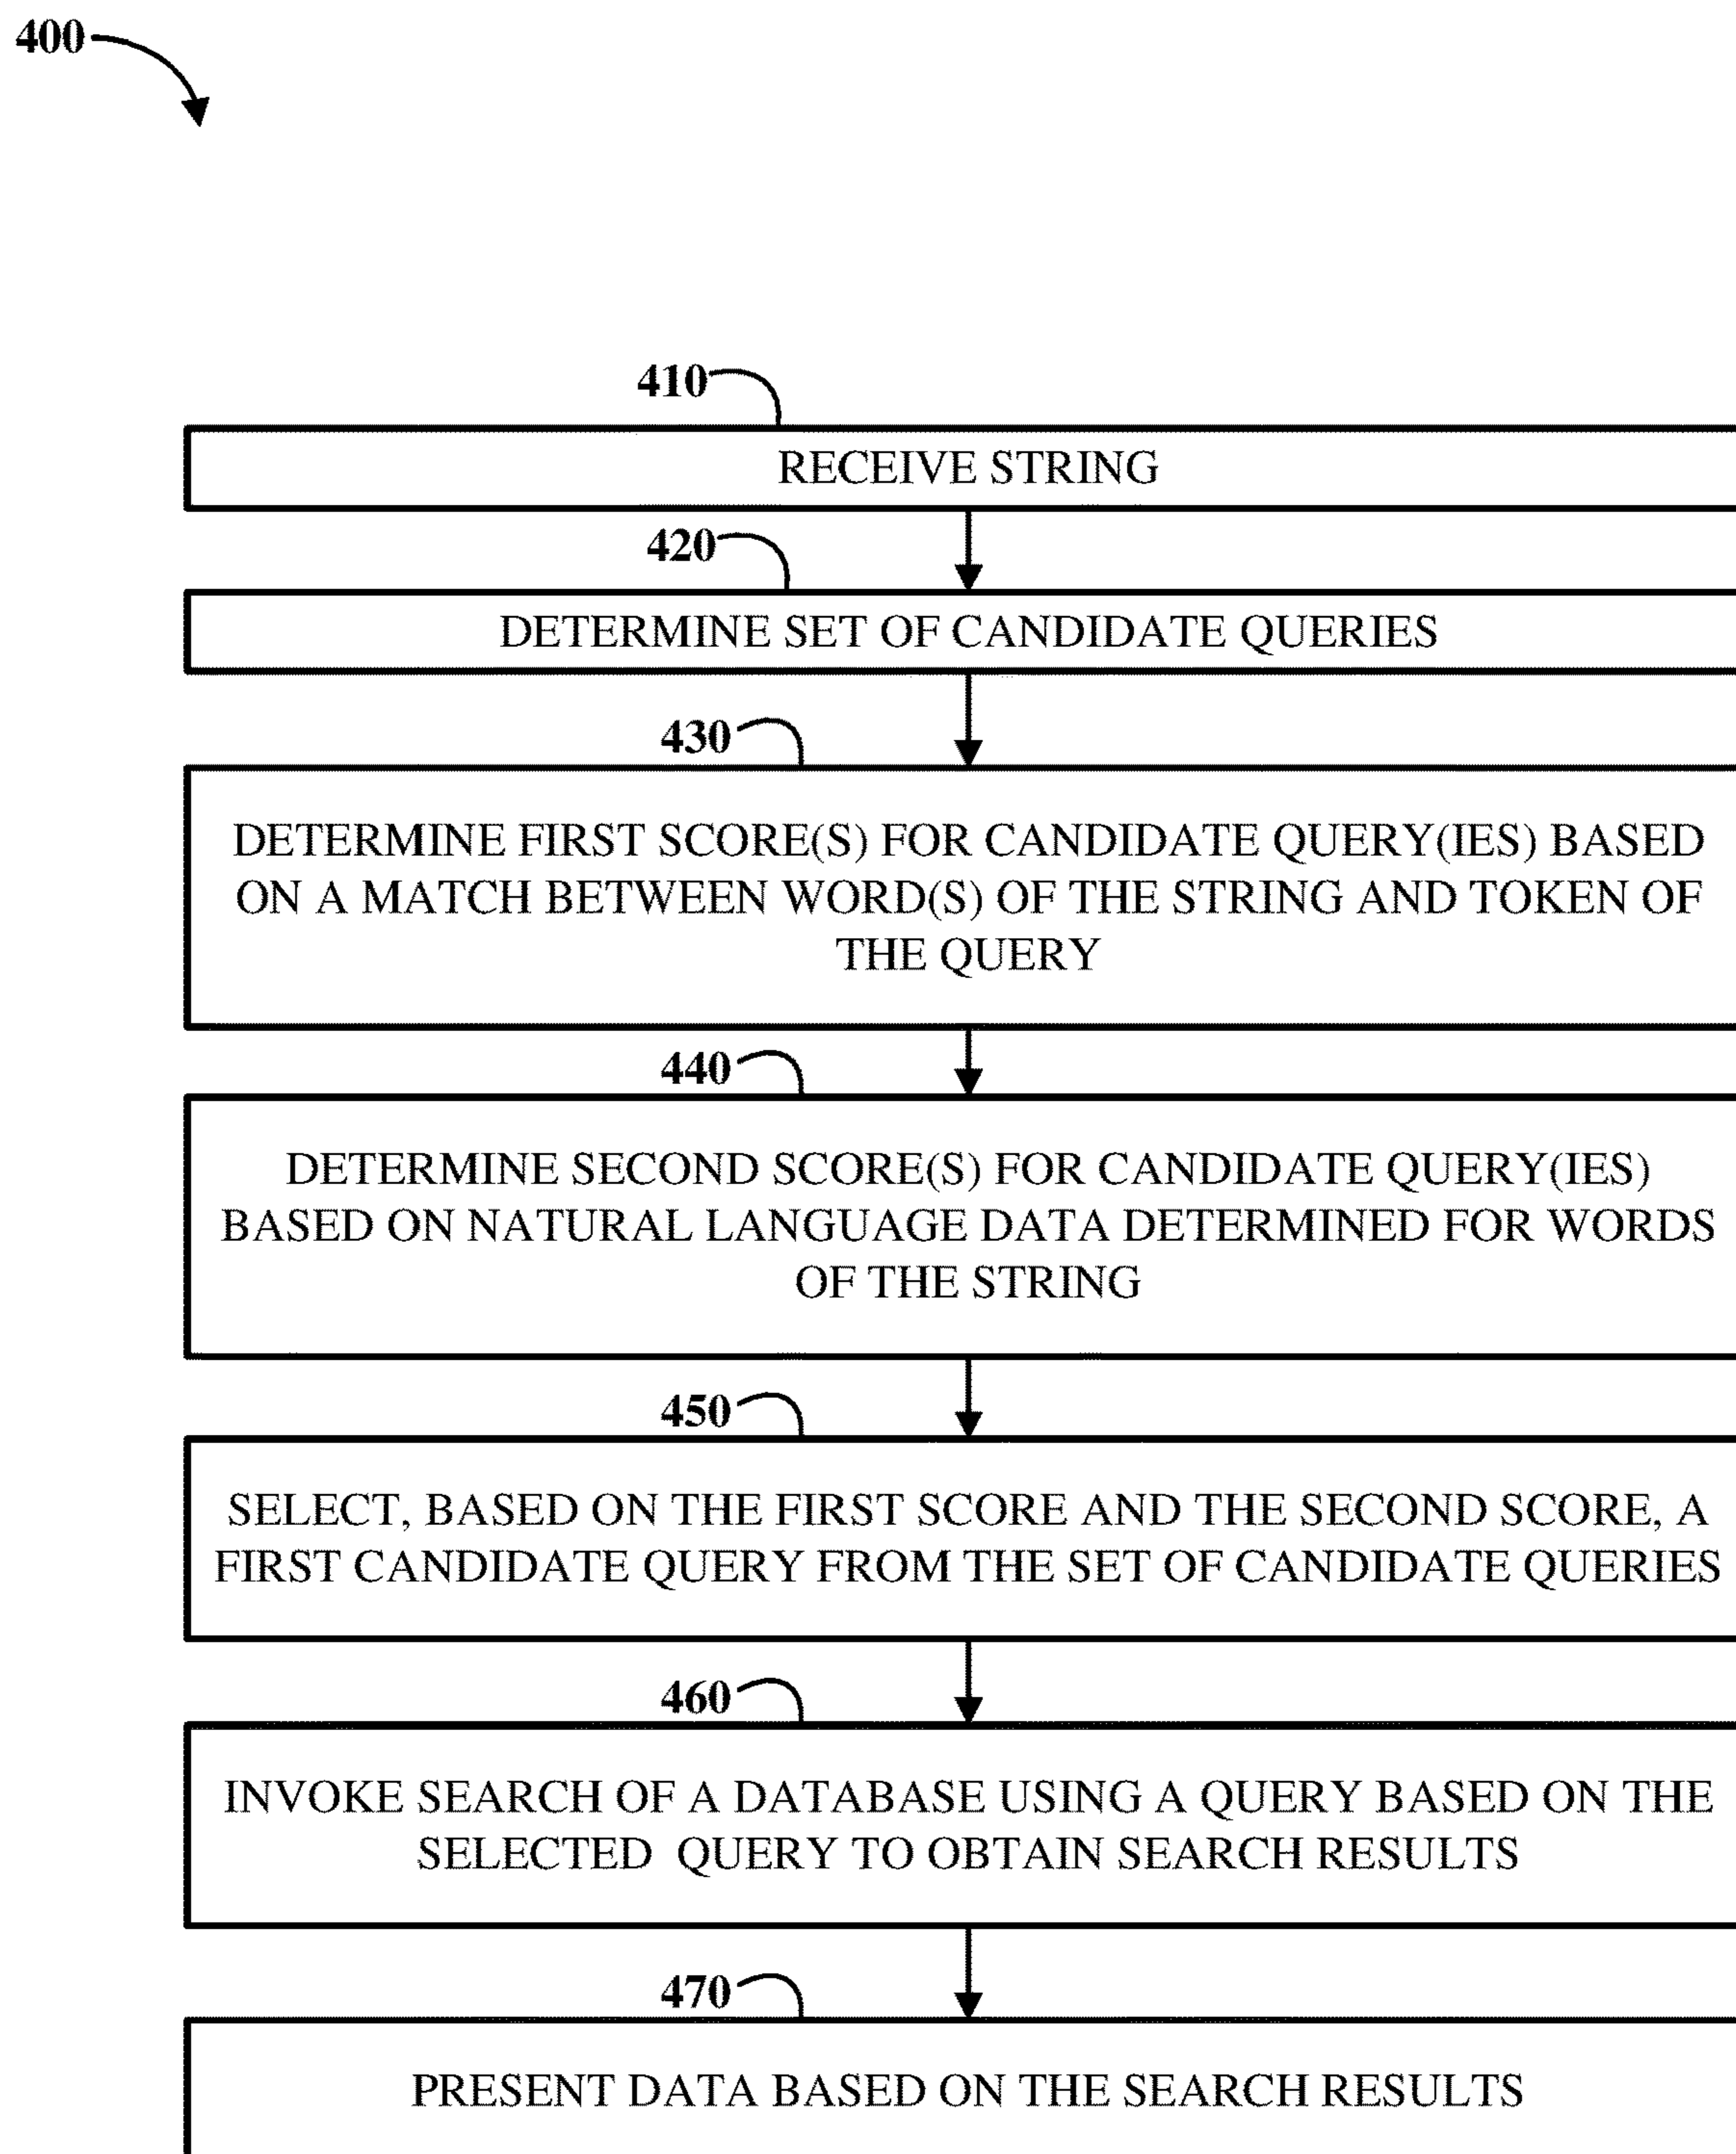 400
410
RECEIVE STRING
420
DETERMINE SET OF CANDIDATE QUERIES
430
DETERMINE FIRST SCORE(S) FOR CANDIDATE QUERY(IES) BASED
ON A MATCH BETWEEN WORD(S) OF THE STRING AND TOKEN OF
THE QUERY
440
DETERMINE SECOND SCORE(S) FOR CANDIDATE QUERY(IES)
BASED ON NATURAL LANGUAGE DATA DETERMINED FOR WORDS
OF THE STRING
450
SELECT, BASED ON THE FIRST SCORE AND THE SECOND SCORE, A
FIRST CANDIDATE QUERY FROM THE SET OF CANDIDATE QUERIES
460
INVOKE SEARCH OF A DATABASE USING A QUERY BASED ON THE
SELECTED QUERY TO OBTAIN SEARCH RESULTS
470
PRESENT DATA BASED ON THE SEARCH RESULTS